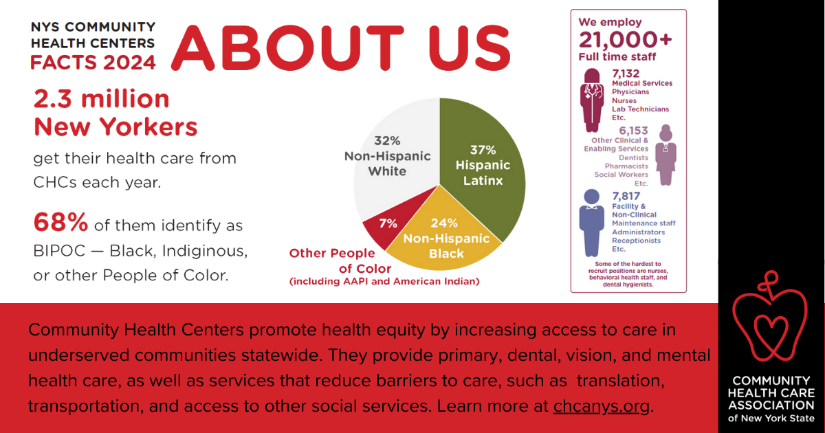 NYS COMMUNITY
HEALTH CENTERS
FACTS 2024
ABOUT US
2.3 million
New Yorkers
get their health care from
CHCs each year.
68% of them identify as
BIPOC — Black, Indiginous,
or other People of Color.
32%
Non-Hispanic
White
37%
Hispanic
Latinx
7%
24%
Non-Hispanic
Black
Other People
of Color
(including AAPI and American Indian)
We employ
21,000+
Full time staff
7,132
Medical Services
Physicians
Nurses
Lab Technicians
Etc.
6,153
Other Clinical &
Enabling Services
Dentists
Pharmacists
Social Workers
Etc.
7,817
Facility &
Non-Clinical
Maintenance staff
Administrators
Receptionists
Etc.
Some of the hardest to
recruit positions are nurses,
behavioral health staff, and
dental hygienists.
Community Health Centers promote health equity by increasing access to care in
underserved communities statewide. They provide primary, dental, vision, and mental
health care, as well as services that reduce barriers to care, such as translation,
transportation, and access to other social services. Learn more at chcanys.org.
COMMUNITY
HEALTH CARE
ASSOCIATION
of New York State